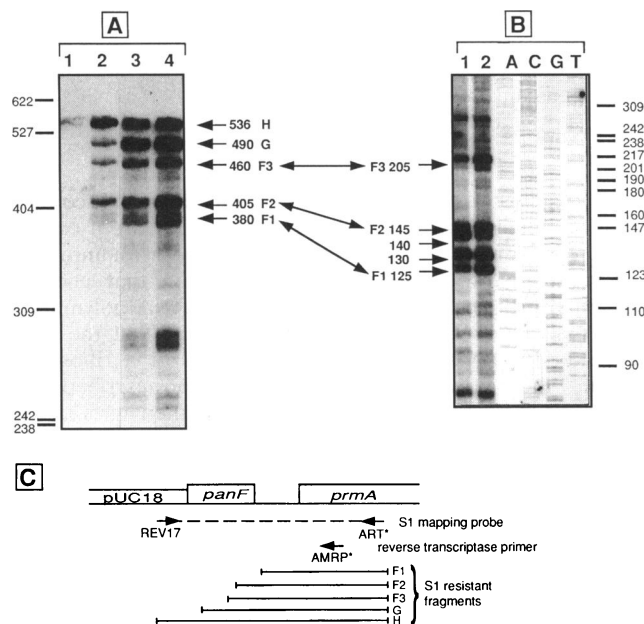 A
B
1 2 3 4
1 2 A C G T
622
527
404
309
242
238
536 H
490 G
460 F3
405 F2
380 F1
F3 205
F2 145
140
130
F1 125
309
242
238
217
201
190
180
160
147
123
110
90
C
pUC18
panF
prmA
REV17
ART*
S1 mapping probe
AMRP*
reverse transcriptase primer
F1
F2
F3
G
H
S1 resistant
fragments